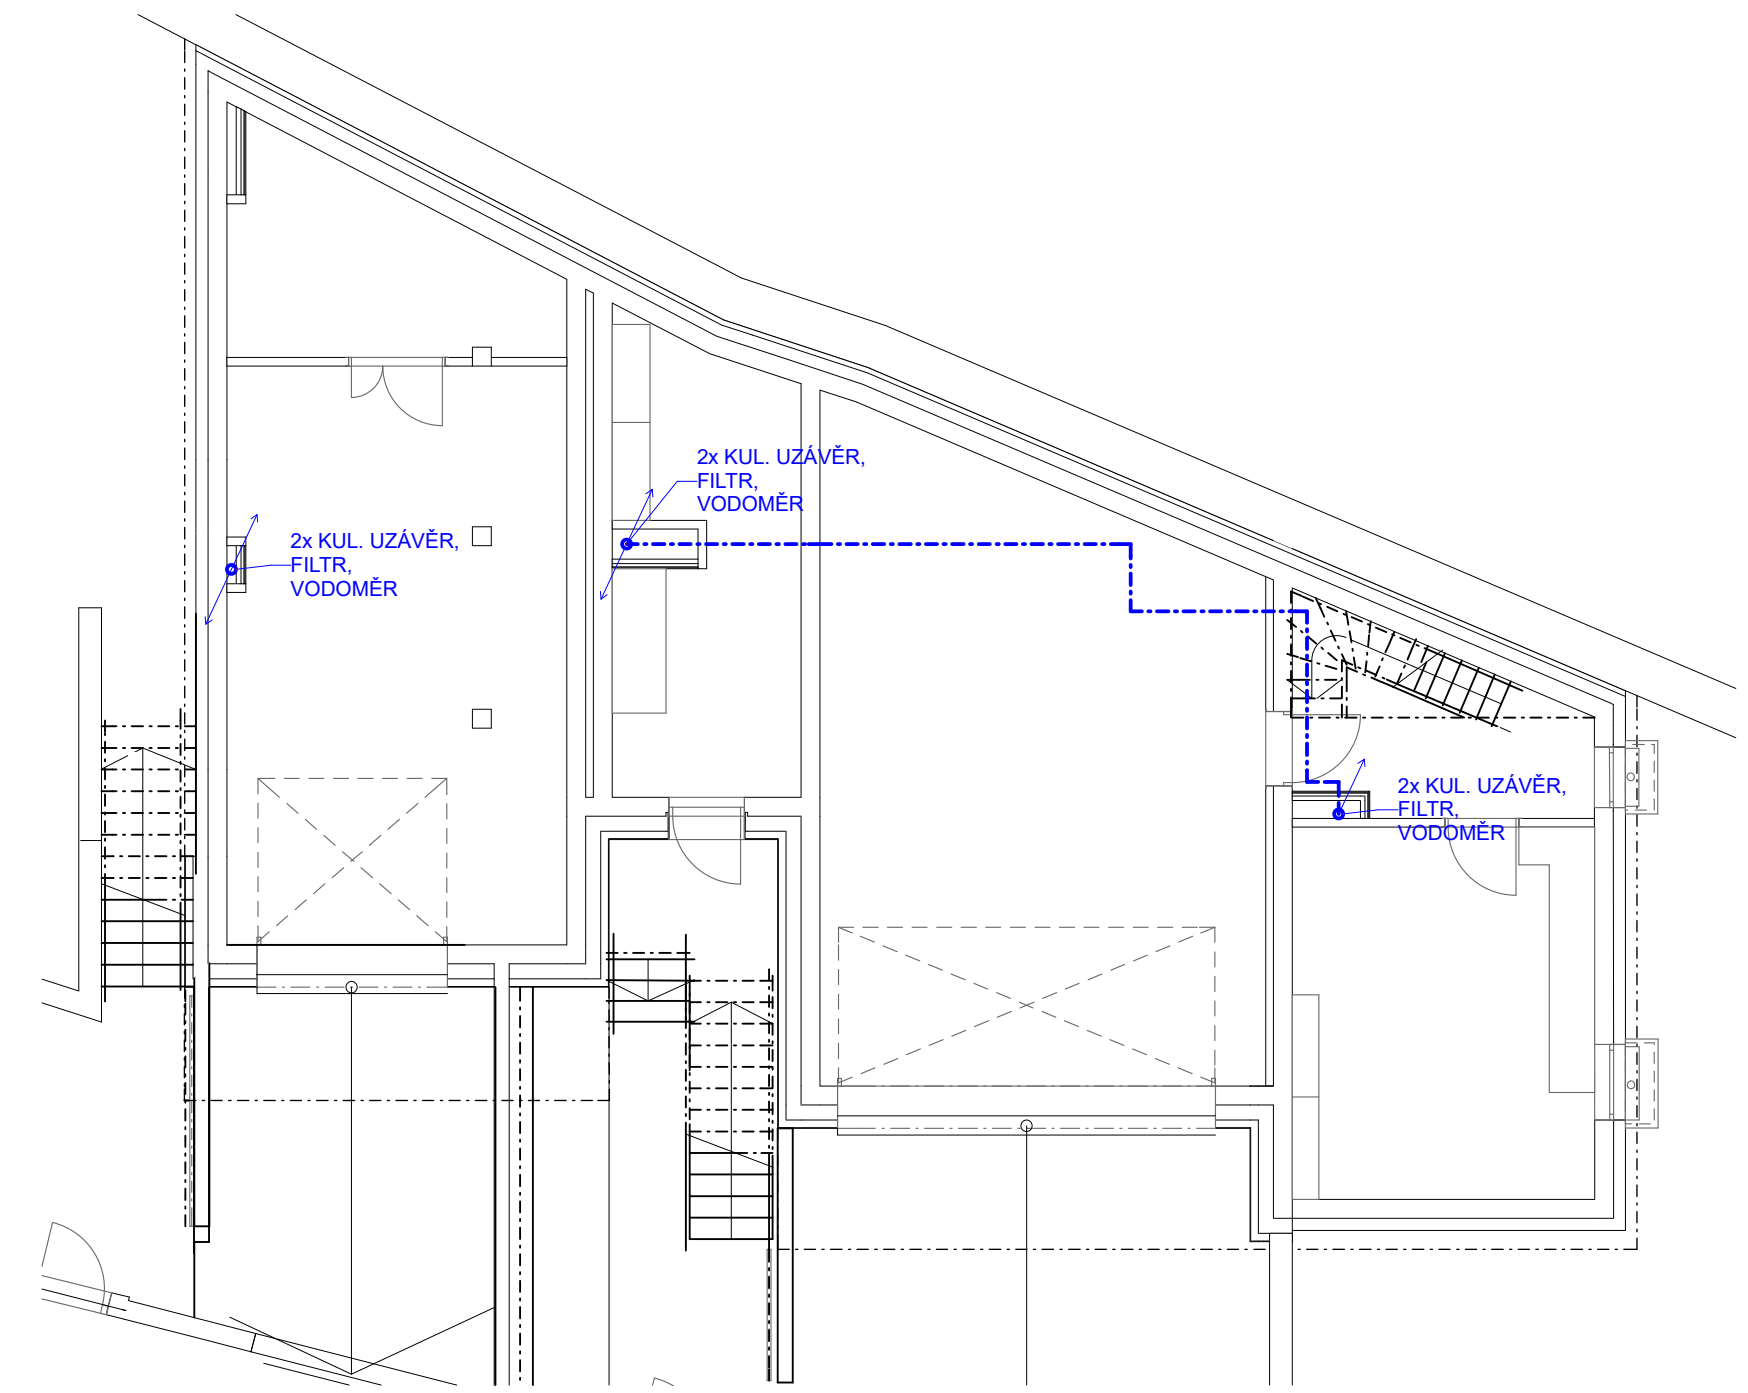 2x KUL. UZÁVĚR,
FILTR,
VODOMĚR
2x KUL. UZÁVĚR,
FILTR,
VODOMĚR
2x KUL. UZÁVĚR,
FILTR,
VODOMĚR